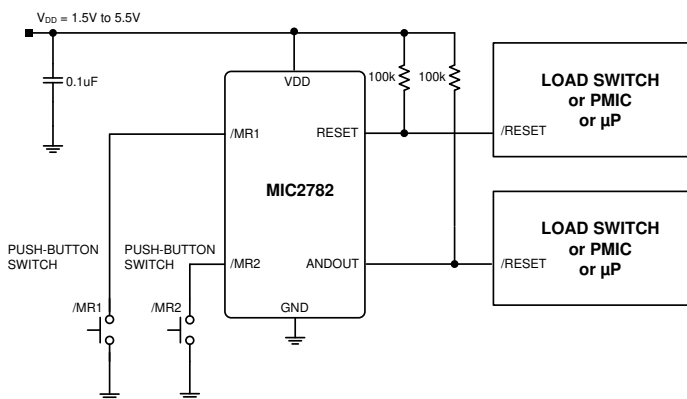 V_DD = 1.5V to 5.5V
0.1uF
100k
100k
VDD
/MR1
RESET
MIC2782
/MR2
ANDOUT
GND
PUSH-BUTTON
SWITCH
PUSH-BUTTON
SWITCH
/MR1
/MR2
LOAD SWITCH
or PMIC
or µP
/RESET
LOAD SWITCH
or PMIC
or µP
/RESET